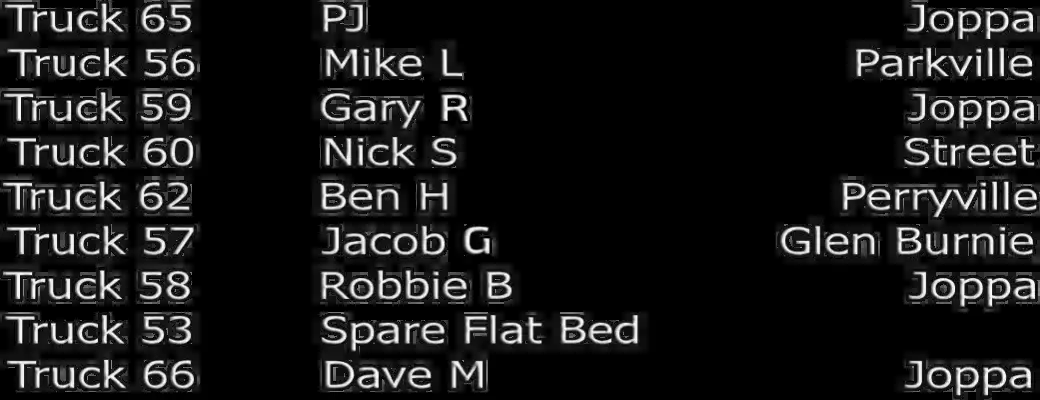 Truck 65 PJ Joppa
Truck 56 Mike L Parkville
Truck 59 Gary R Joppa
Truck 60 Nick S Street
Truck 62 Ben H Perryville
Truck 57 Jacob G Glen Burnie
Truck 58 Robbie B Joppa
Truck 53 Spare Flat Bed
Truck 66 Dave M Joppa